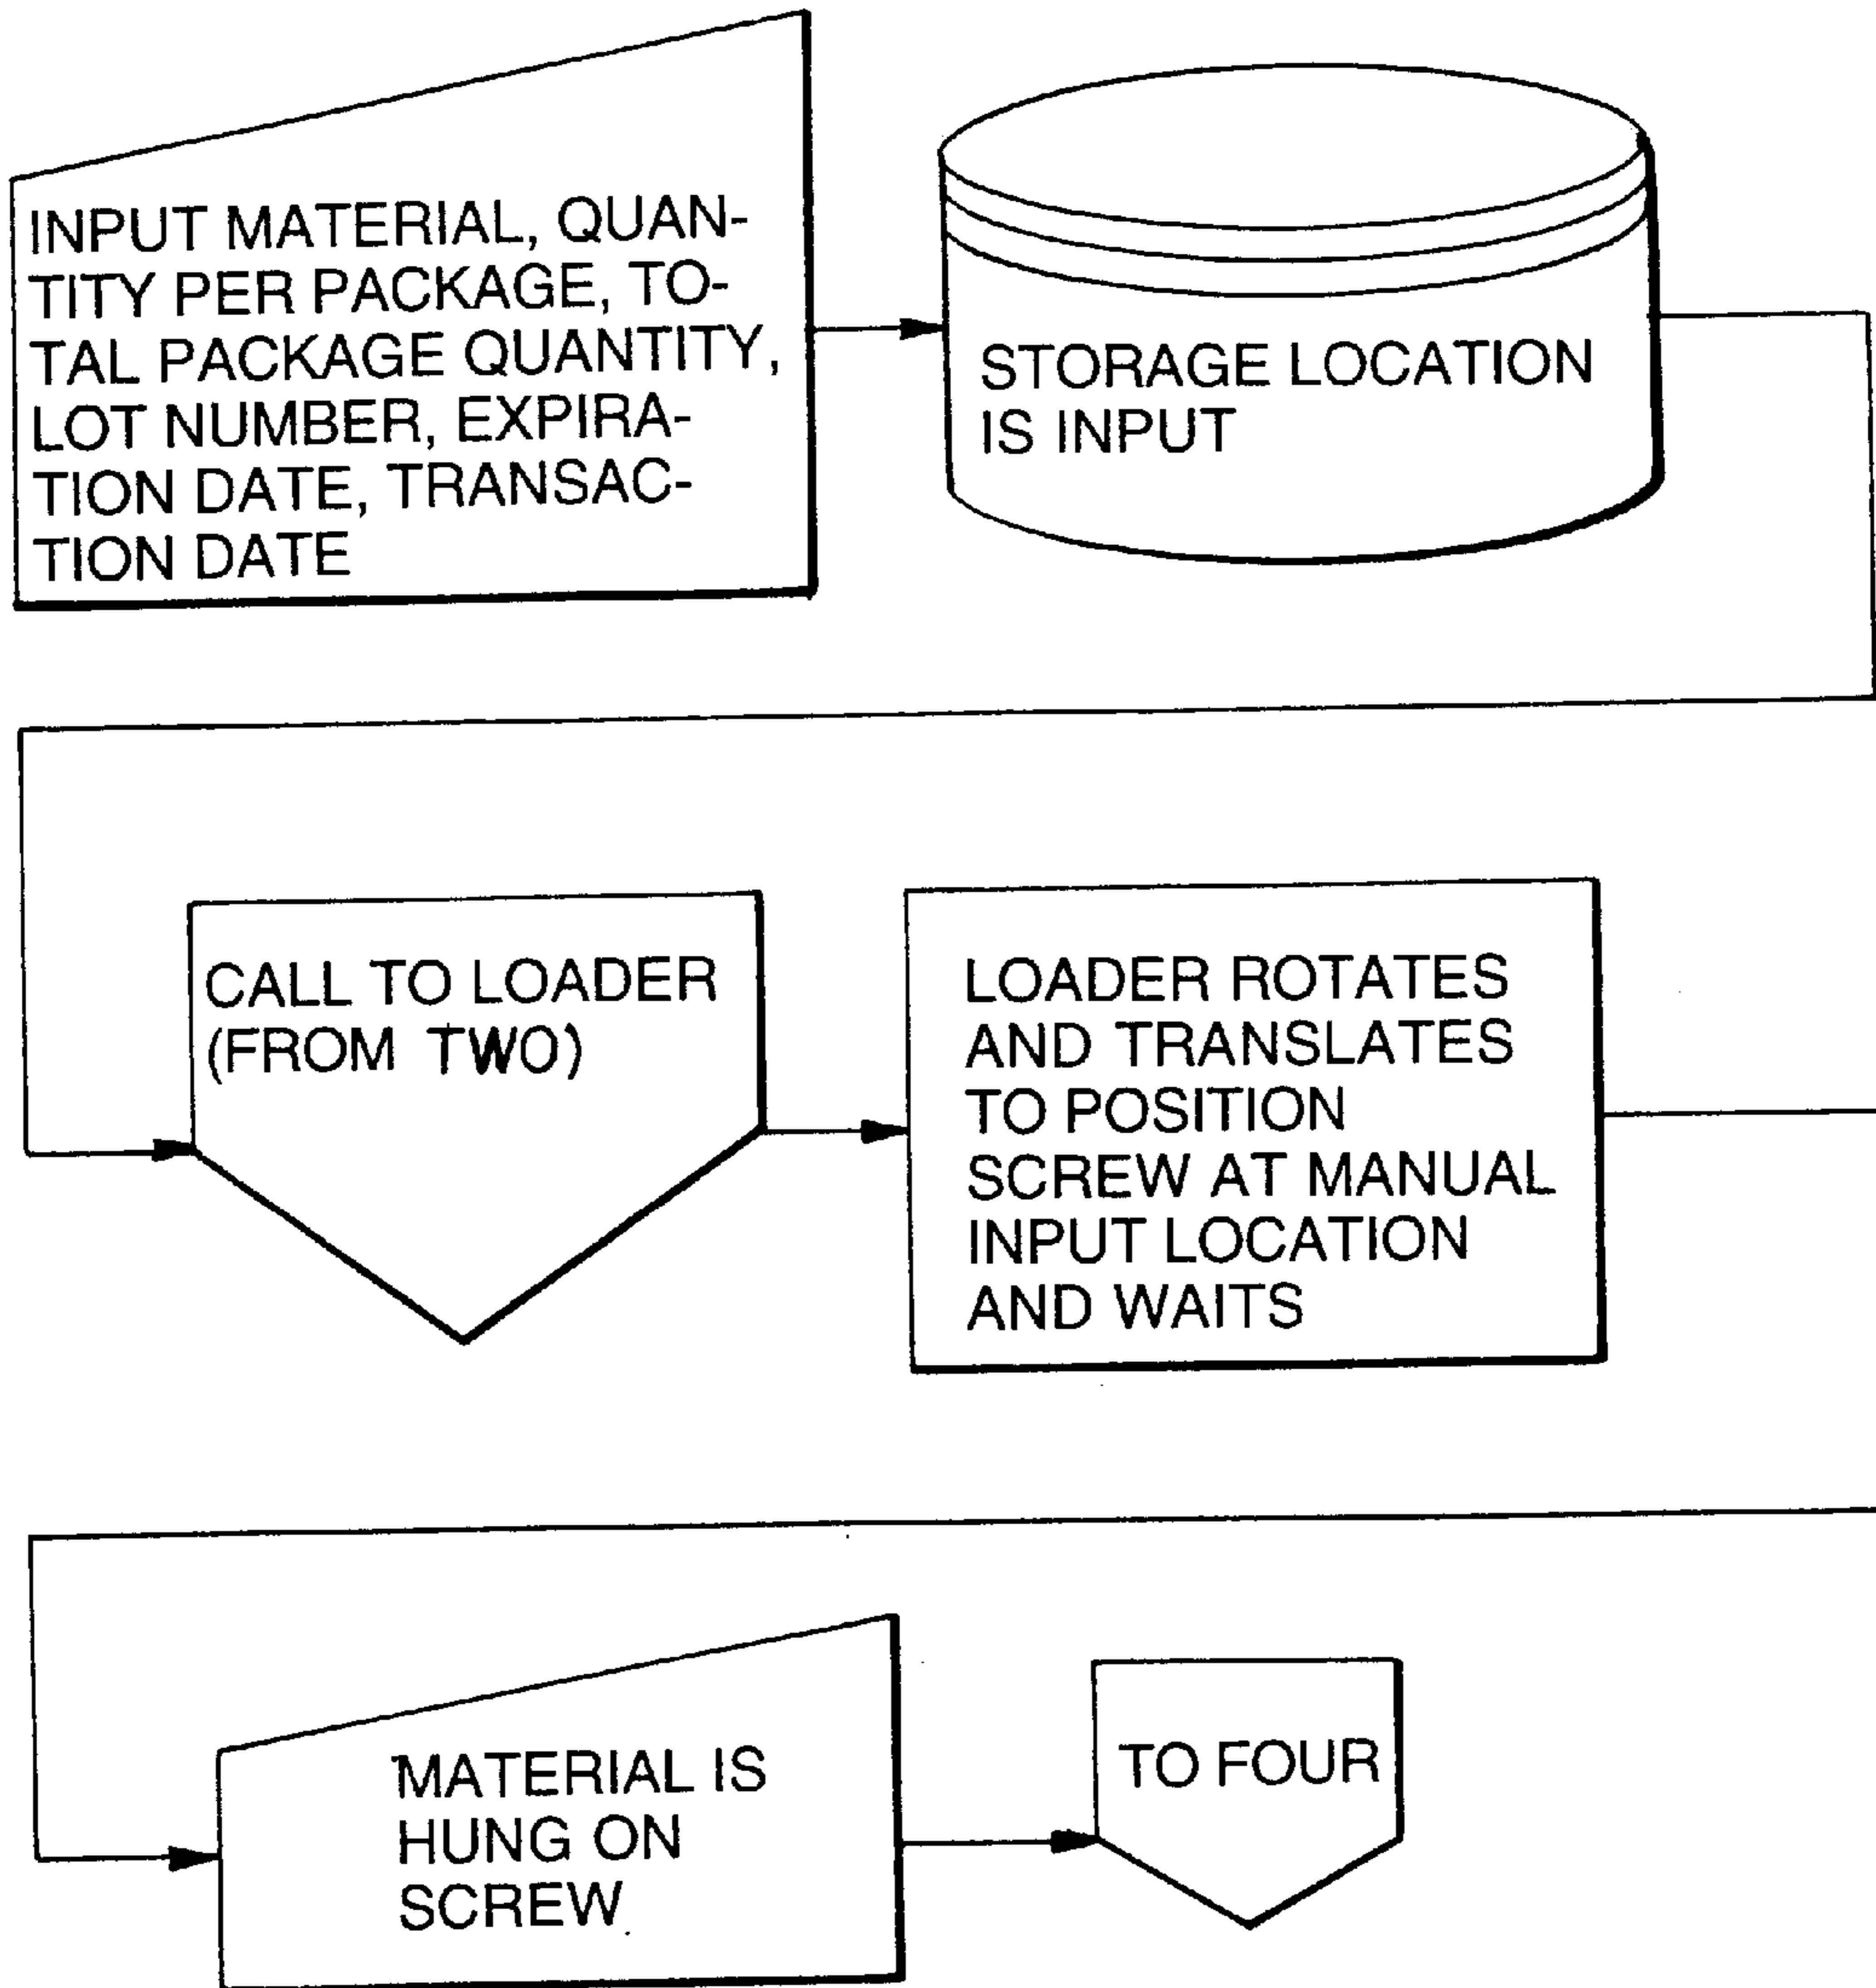 INPUT MATERIAL, QUAN-
TITY PER PACKAGE, TO-
TAL PACKAGE QUANTITY,
LOT NUMBER, EXPIRA-
TION DATE, TRANSAC-
TION DATE
STORAGE LOCATION
IS INPUT
CALL TO LOADER
(FROM TWO)
LOADER ROTATES
AND TRANSLATES
TO POSITION
SCREW AT MANUAL
INPUT LOCATION
AND WAITS
MATERIAL IS
HUNG ON
SCREW
TO FOUR